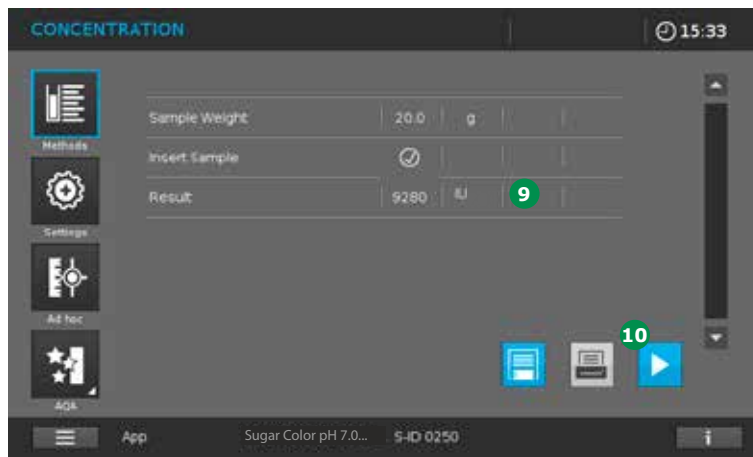 CONCENTRATION 15:33
Methods
Sample Weight 20.0 g
Insert Sample
Result 9280 IU 9
Settings
Ad hoc
10
AQA
App Sugar Color pH 7.0... S-ID 0250 i